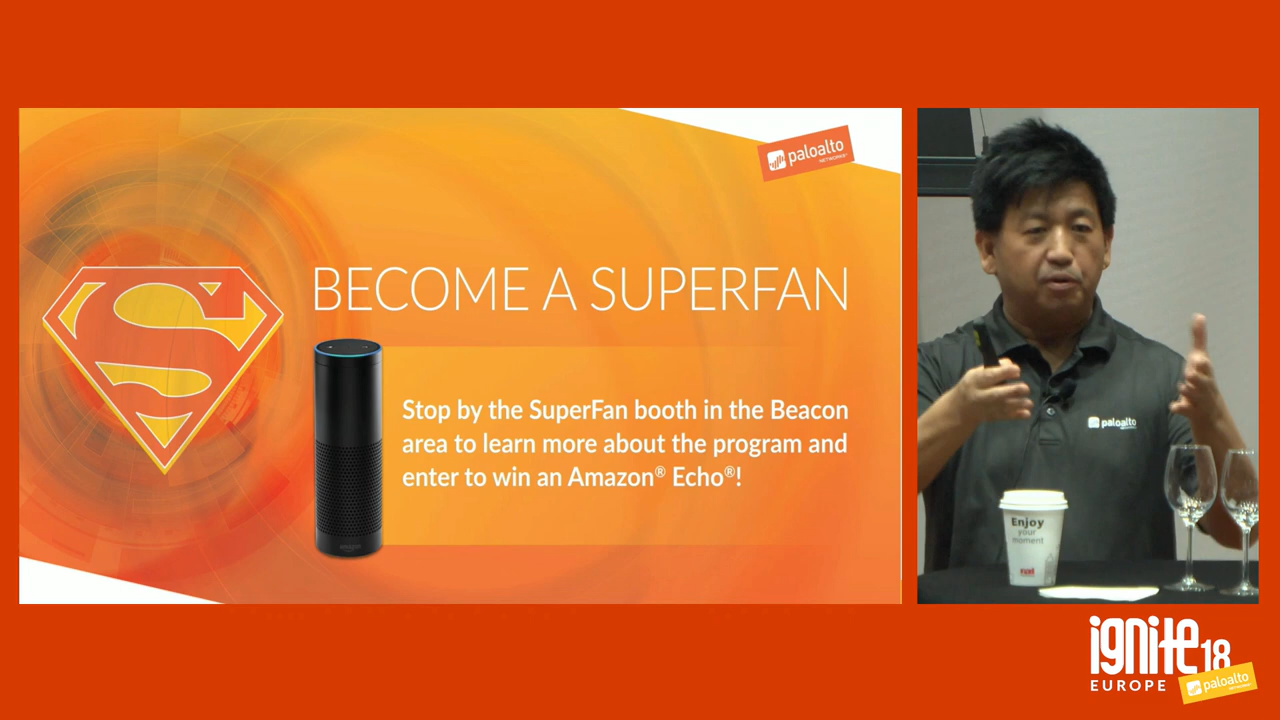 paloalto
NETWORKS
BECOME A SUPERFAN
Stop by the SuperFan booth in the Beacon
area to learn more about the program and
enter to win an Amazon® Echo®!
amazon
paloalto
Enjoy
your
moment
ignite18
EUROPE
paloalto
NETWORKS